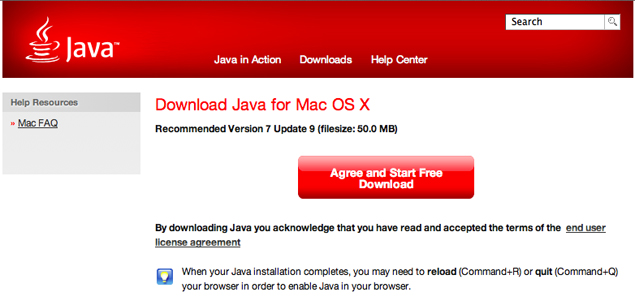 Search
Java™
Java in Action
Downloads
Help Center
Help Resources
» Mac FAQ
Download Java for Mac OS X
Recommended Version 7 Update 9 (filesize: 50.0 MB)
Agree and Start Free
Download
By downloading Java you acknowledge that you have read and accepted the terms of the end user
license agreement
When your Java installation completes, you may need to reload (Command+R) or quit (Command+Q)
your browser in order to enable Java in your browser.